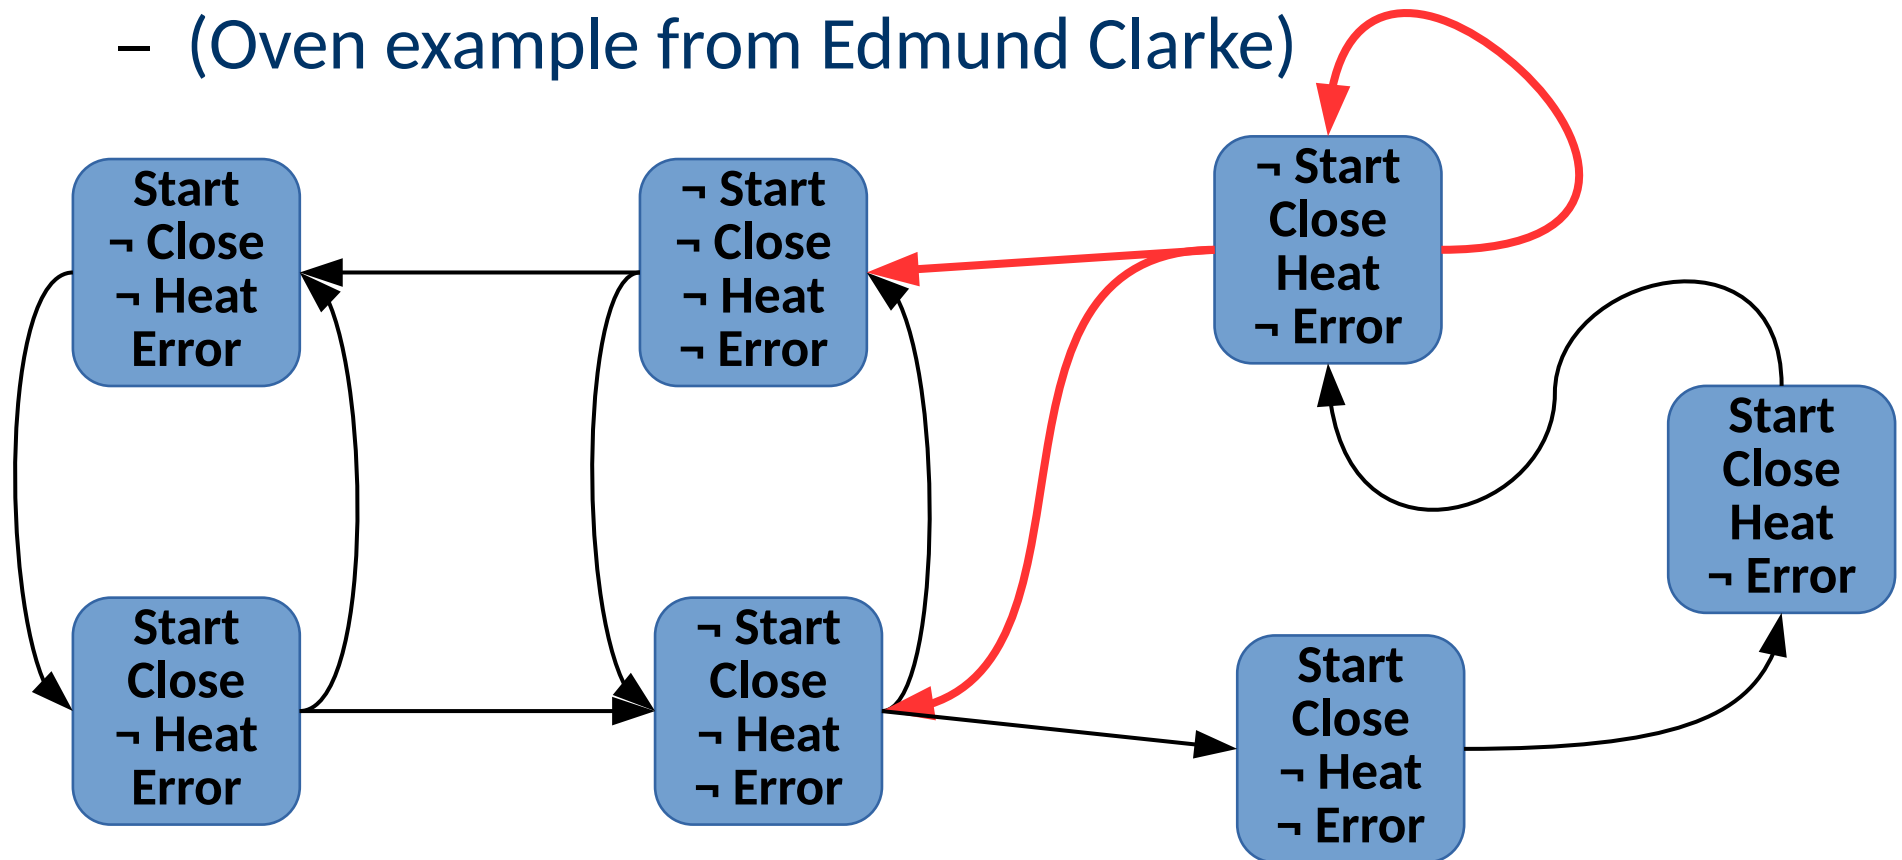 – (Oven example from Edmund Clarke)
Start
¬ Close
¬ Heat
Error
¬ Start
¬ Close
¬ Heat
¬ Error
¬ Start
Close
Heat
¬ Error
Start
Close
Heat
¬ Error
Start
Close
¬ Heat
Error
¬ Start
Close
¬ Heat
¬ Error
Start
Close
¬ Heat
¬ Error